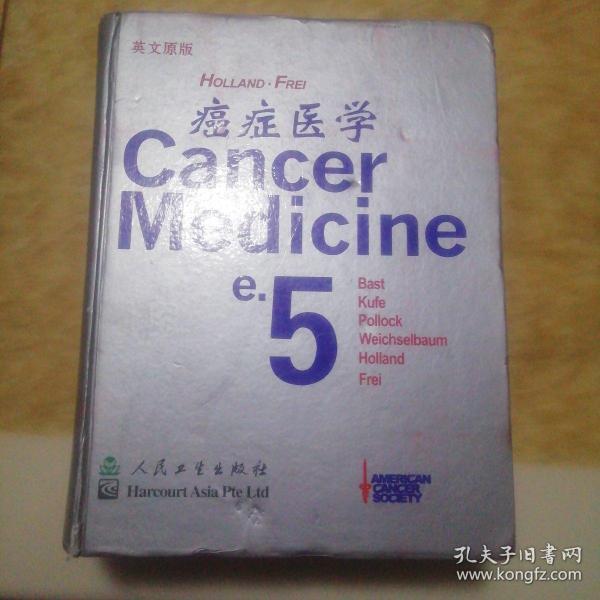 英文原版
HOLLAND · FREI
癌症医学
Cancer
Medicine
e.5
Bast
Kufe
Pollock
Weichselbaum
Holland
Frei
人民卫生出版社
Harcourt Asia Pte Ltd
AMERICAN
CANCER
SOCIETY
孔夫子旧书网
www.kongfz.com